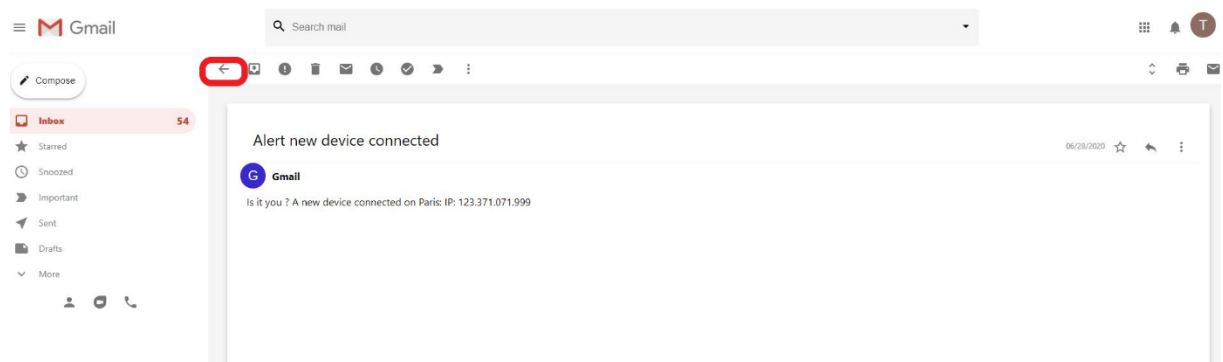 Gmail
Search mail
T
Compose
Inbox 54
Starred
Snoozed
Important
Sent
Drafts
More
Alert new device connected
06/28/2020
G Gmail
Is it you ? A new device connected on Paris: IP: 123.371.071.999